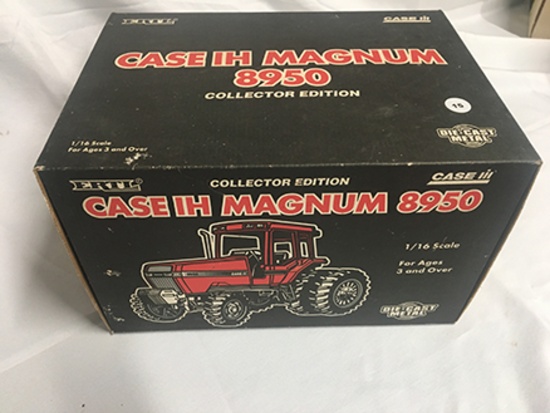 ERTL
CASE IH
CASE IH MAGNUM
8950
COLLECTOR EDITION
15
1/16 Scale
For Ages 3 and Over
DIE-CAST
METAL
ERTL
COLLECTOR EDITION
CASE IH
CASE IH MAGNUM 8950
1/16 Scale
For Ages
3 and Over
DIE-CAST
METAL